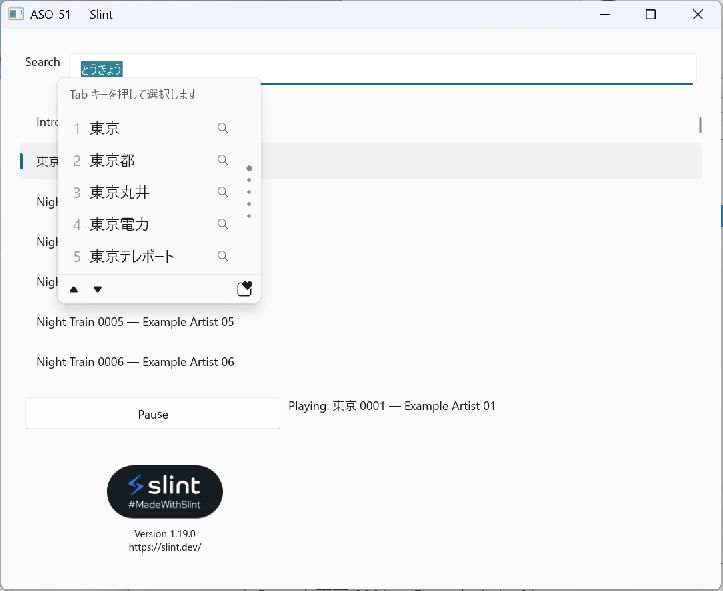 ASO-51 Slint
Search とうきょう
Tab キーを押して選択します
1 東京
2 東京都
3 東京丸井
4 東京電力
5 東京テレポート
Intro
東京
Night Train 0005 — Example Artist 05
Night Train 0006 — Example Artist 06
Pause
Playing: 東京 0001 — Example Artist 01
slint
#MadeWithSlint
Version 1.19.0
https://slint.dev/